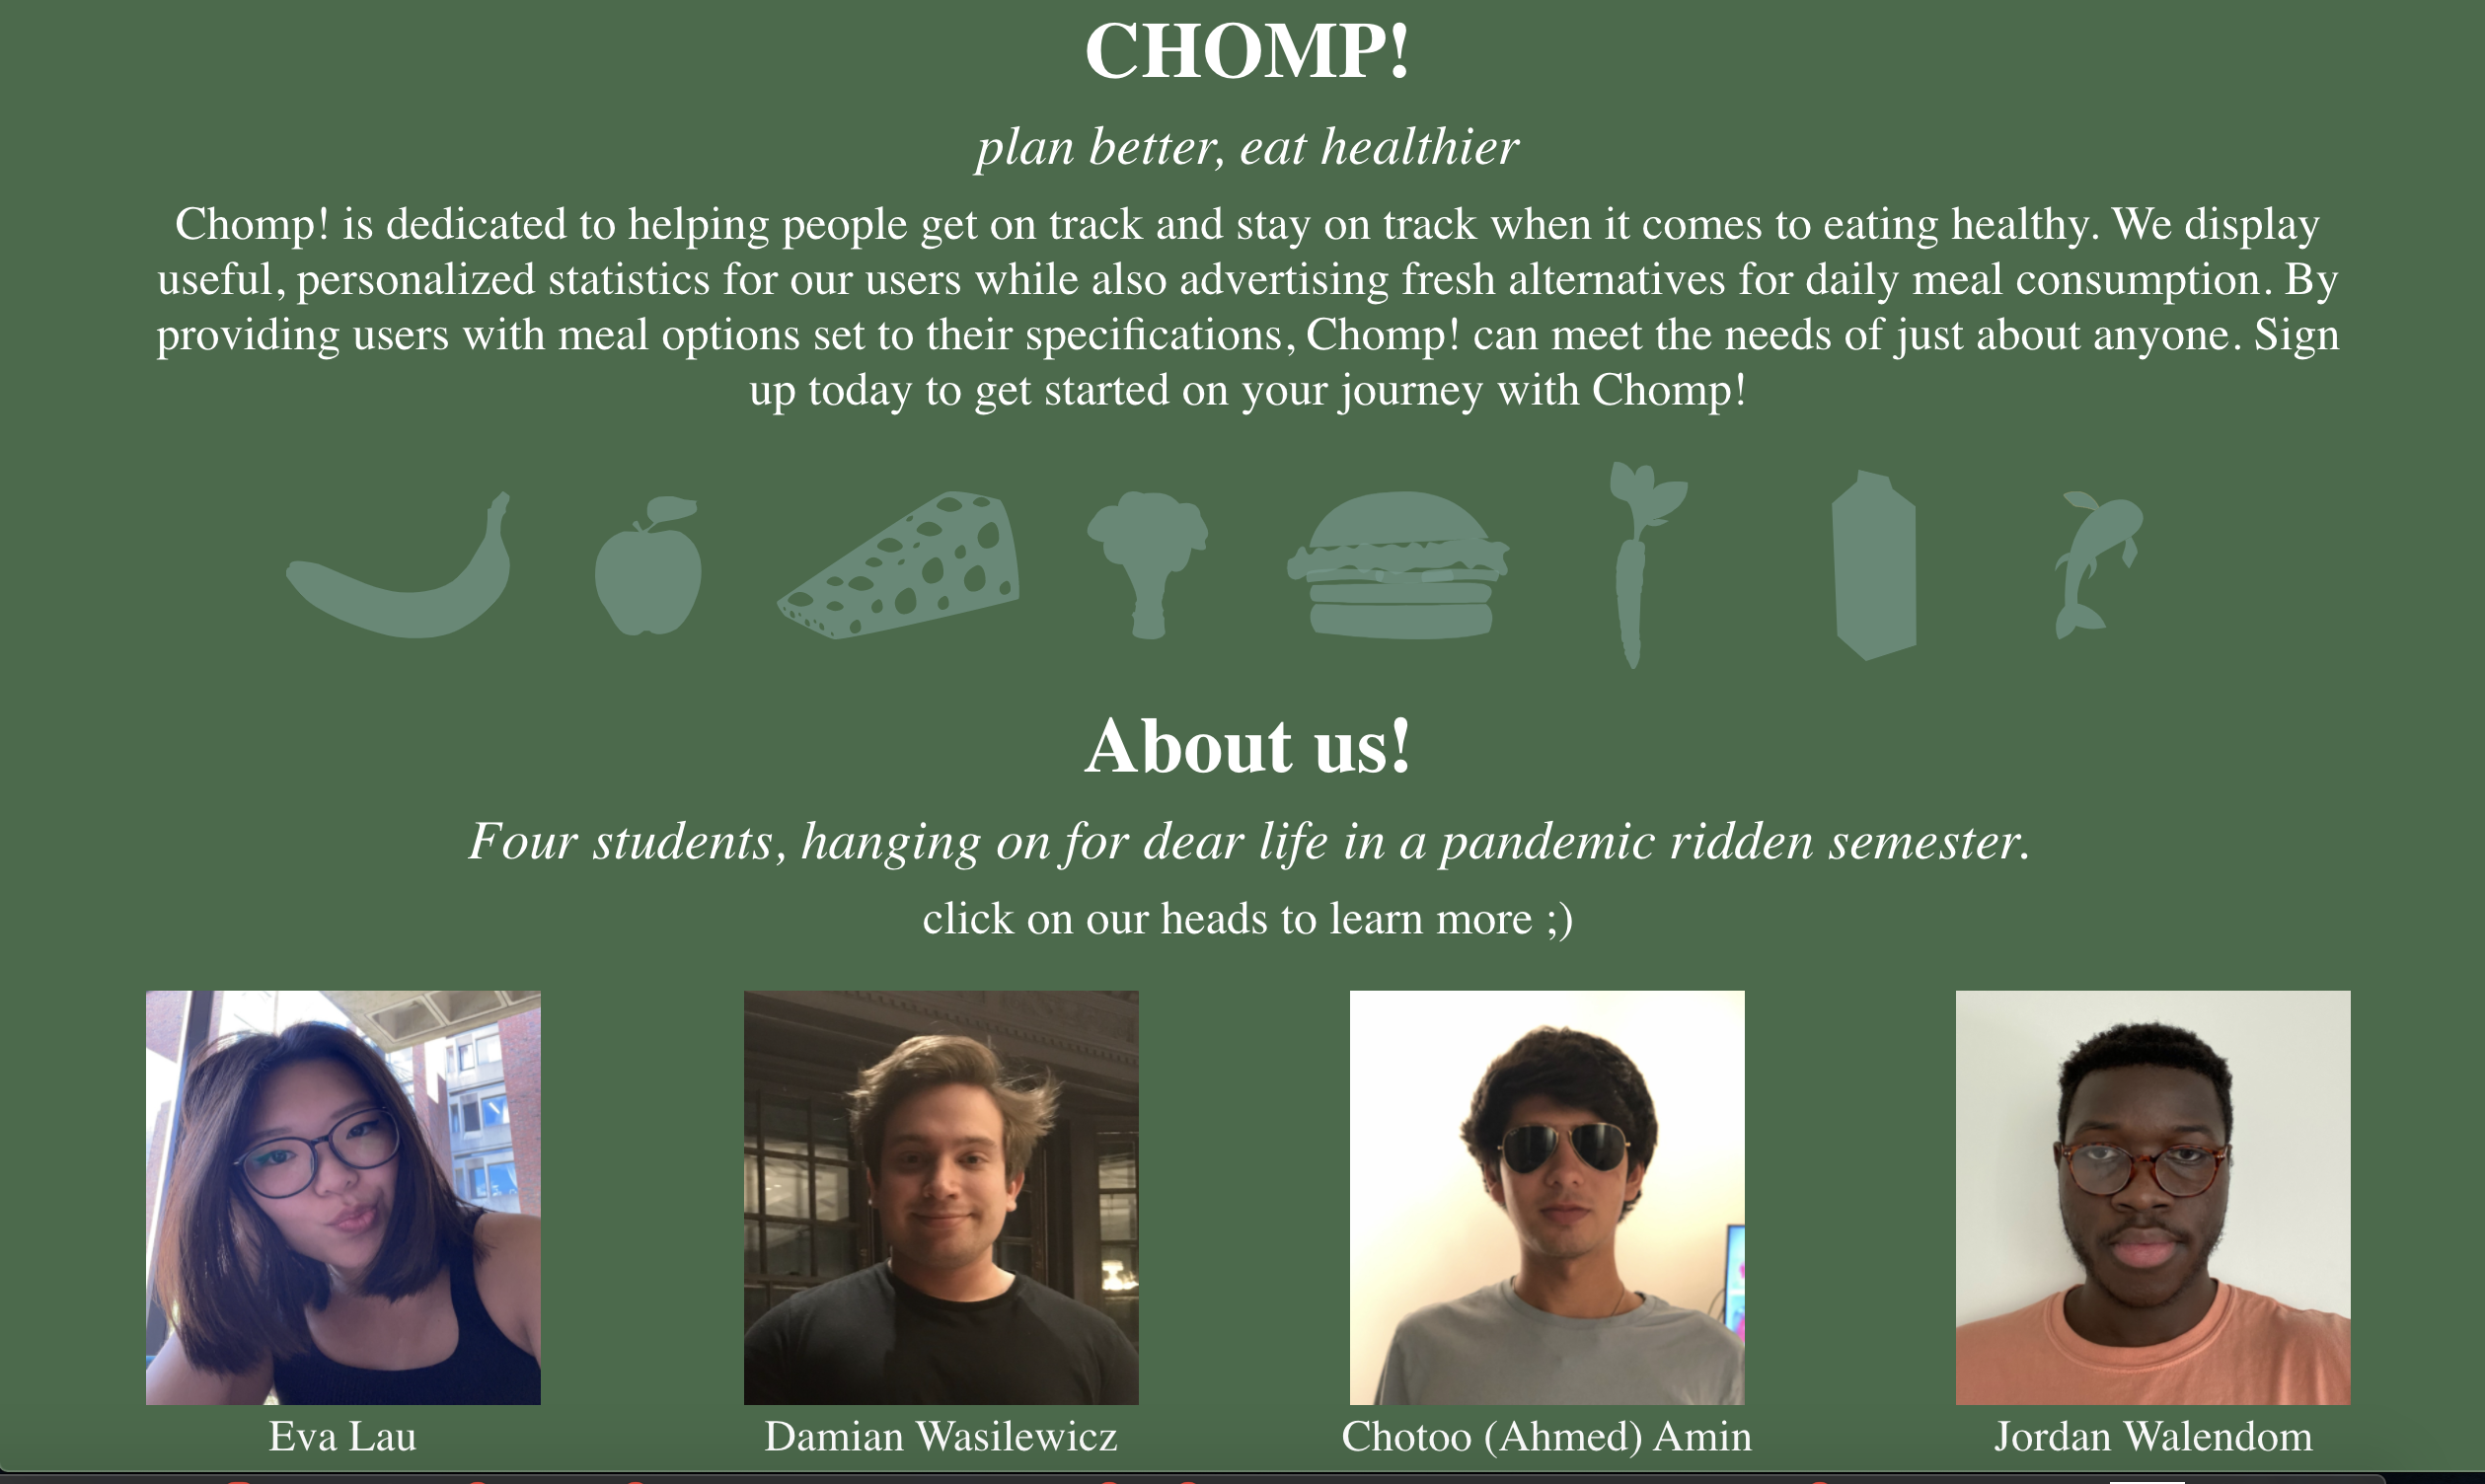 CHOMP!
plan better, eat healthier
Chomp! is dedicated to helping people get on track and stay on track when it comes to eating healthy. We display
useful, personalized statistics for our users while also advertising fresh alternatives for daily meal consumption. By
providing users with meal options set to their specifications, Chomp! can meet the needs of just about anyone. Sign
up today to get started on your journey with Chomp!
About us!
Four students, hanging on for dear life in a pandemic ridden semester.
click on our heads to learn more ;)
Eva Lau
Damian Wasilewicz
Chotoo (Ahmed) Amin
Jordan Walendom